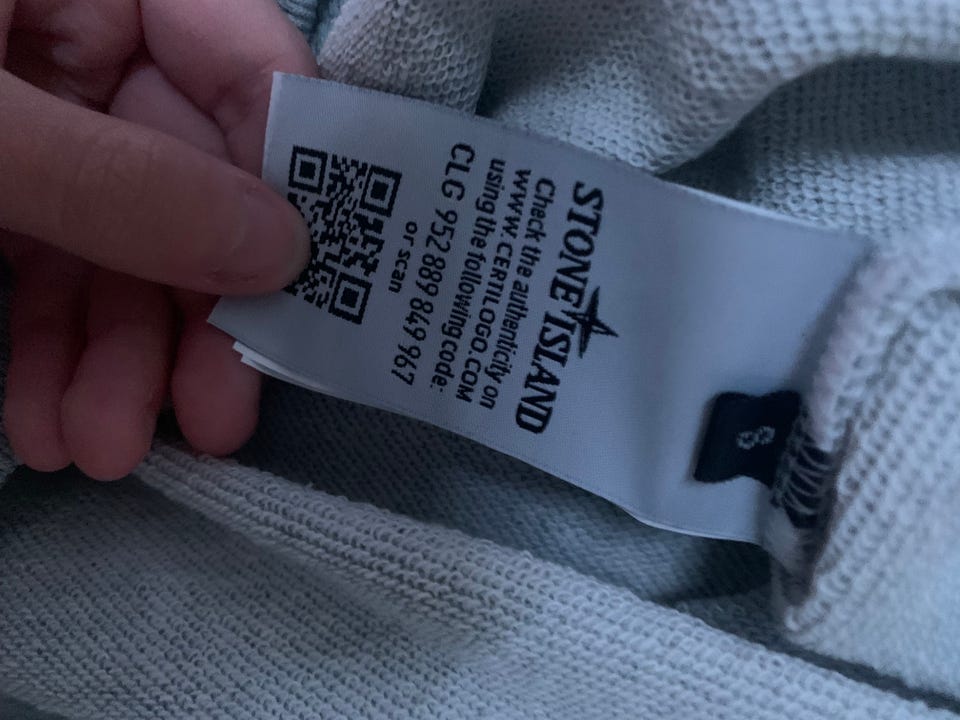 STONE ISLAND
Check the authenticity on
WWW.CERTILOGO.COM
using the following code:
CLG 952 889 849 967
or scan
8